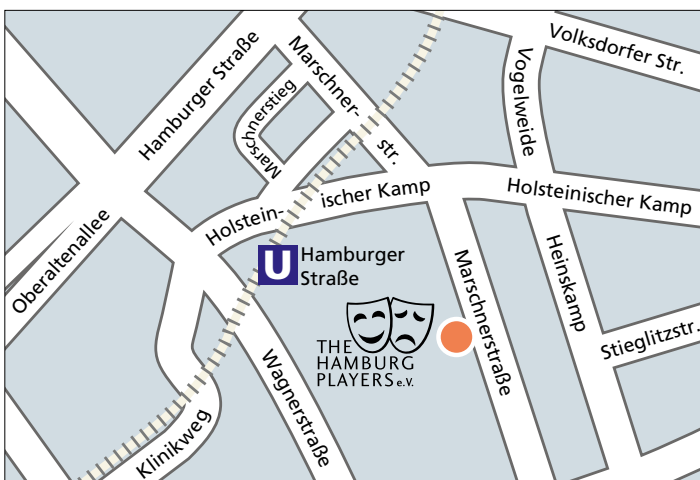 Volksdorfer Str.
Hamburger Straße
Marschner-
str.
Marschnerstieg
Vogelweide
Holstein-
ischer Kamp
Holsteinischer Kamp
Oberaltenallee
U
Hamburger
Straße
Marschnerstraße
Heinskamp
Stieglitzstr.
THE
HAMBURG
PLAYERS e.V.
Wagnerstraße
Klinikweg